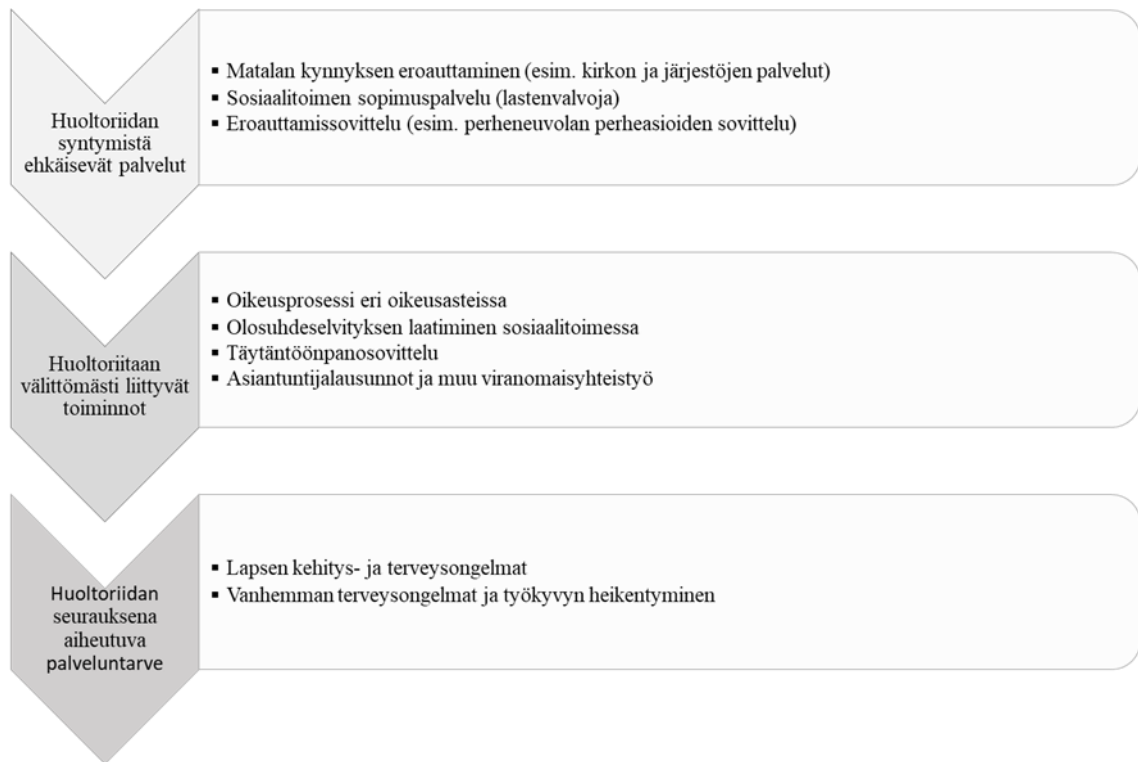 Huoltoriidan
syntymistä
ehkäisevät palvelut
▪ Matalan kynnyksen eroauttaminen (esim. kirkon ja järjestöjen palvelut)
▪ Sosiaalitoimen sopimuspalvelu (lastenvalvoja)
▪ Eroauttamissovittelu (esim. perheneuvolan perheasioiden sovittelu)
Huoltoriitaan
välittömästi liittyvät
toiminnot
▪ Oikeusprosessi eri oikeusasteissa
▪ Olosuhdeselvityksen laatiminen sosiaalitoimessa
▪ Täytäntöönpanosovittelu
▪ Asiantuntijalausunnot ja muu viranomaisyhteistyö
Huoltoriidan
seurauksena
aiheutuva
palveluntarve
▪ Lapsen kehitys- ja terveysongelmat
▪ Vanhemman terveysongelmat ja työkyvyn heikentyminen